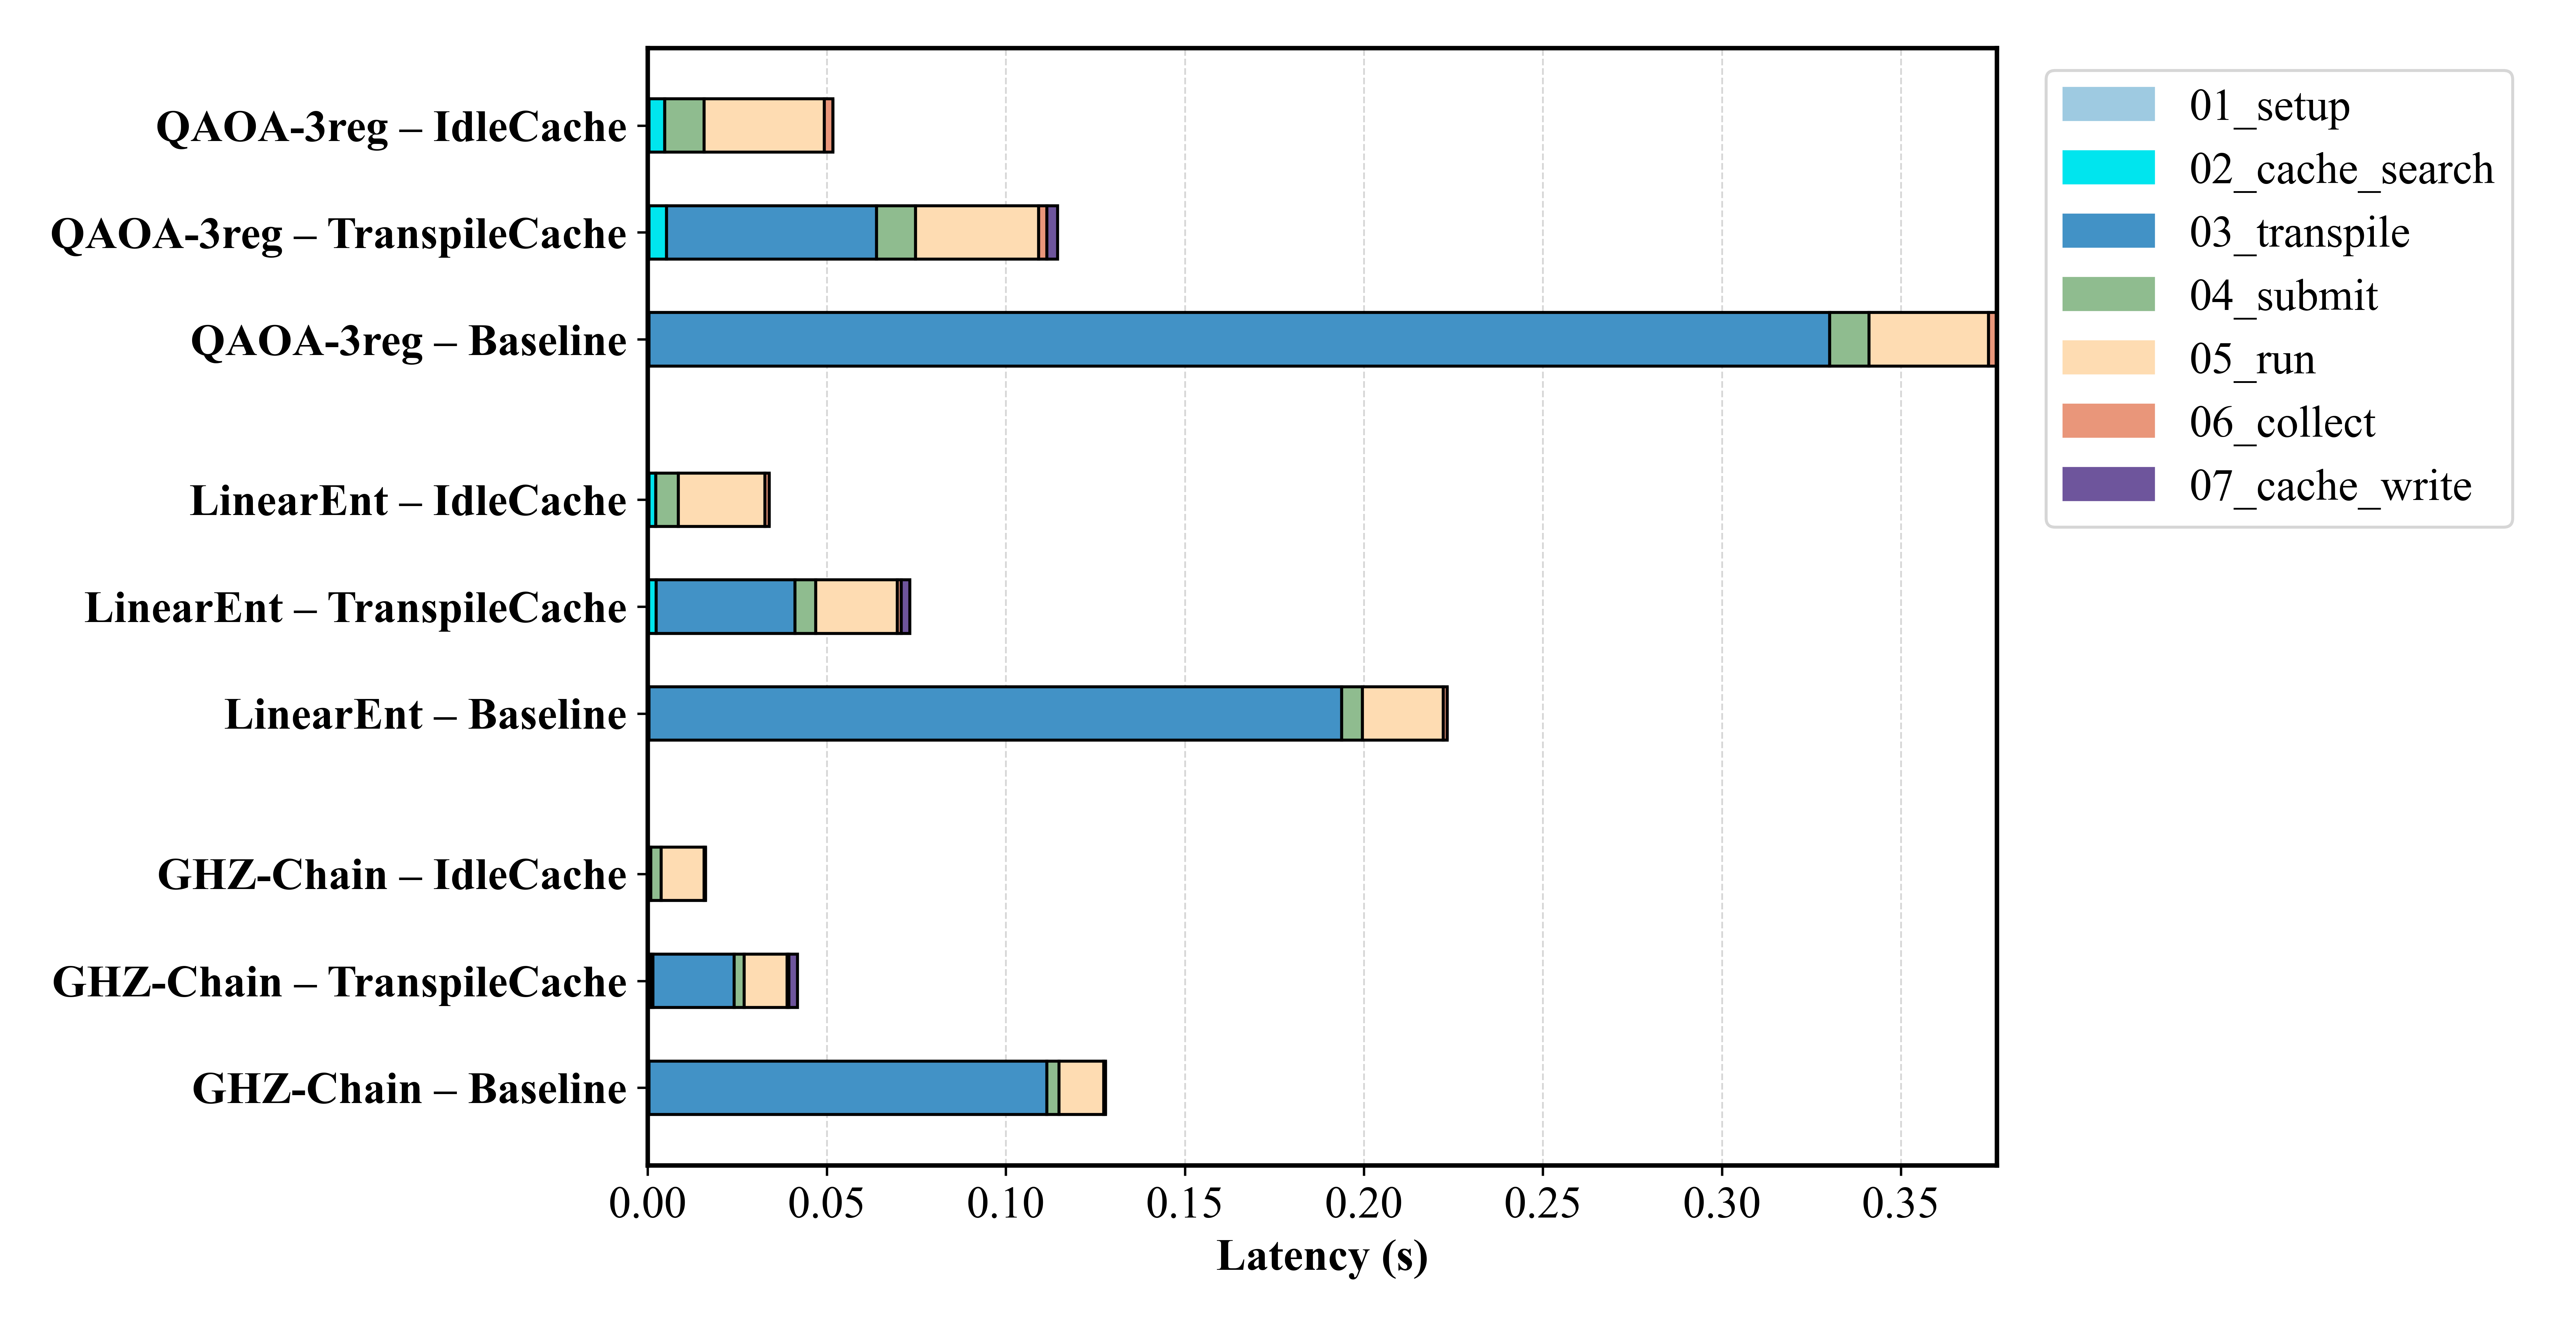 QAOA-3reg – IdleCache
QAOA-3reg – TranspileCache
QAOA-3reg – Baseline
LinearEnt – IdleCache
LinearEnt – TranspileCache
LinearEnt – Baseline
GHZ-Chain – IdleCache
GHZ-Chain – TranspileCache
GHZ-Chain – Baseline
0.00 0.05 0.10 0.15 0.20 0.25 0.30 0.35
Latency (s)
01_setup
02_cache_search
03_transpile
04_submit
05_run
06_collect
07_cache_write